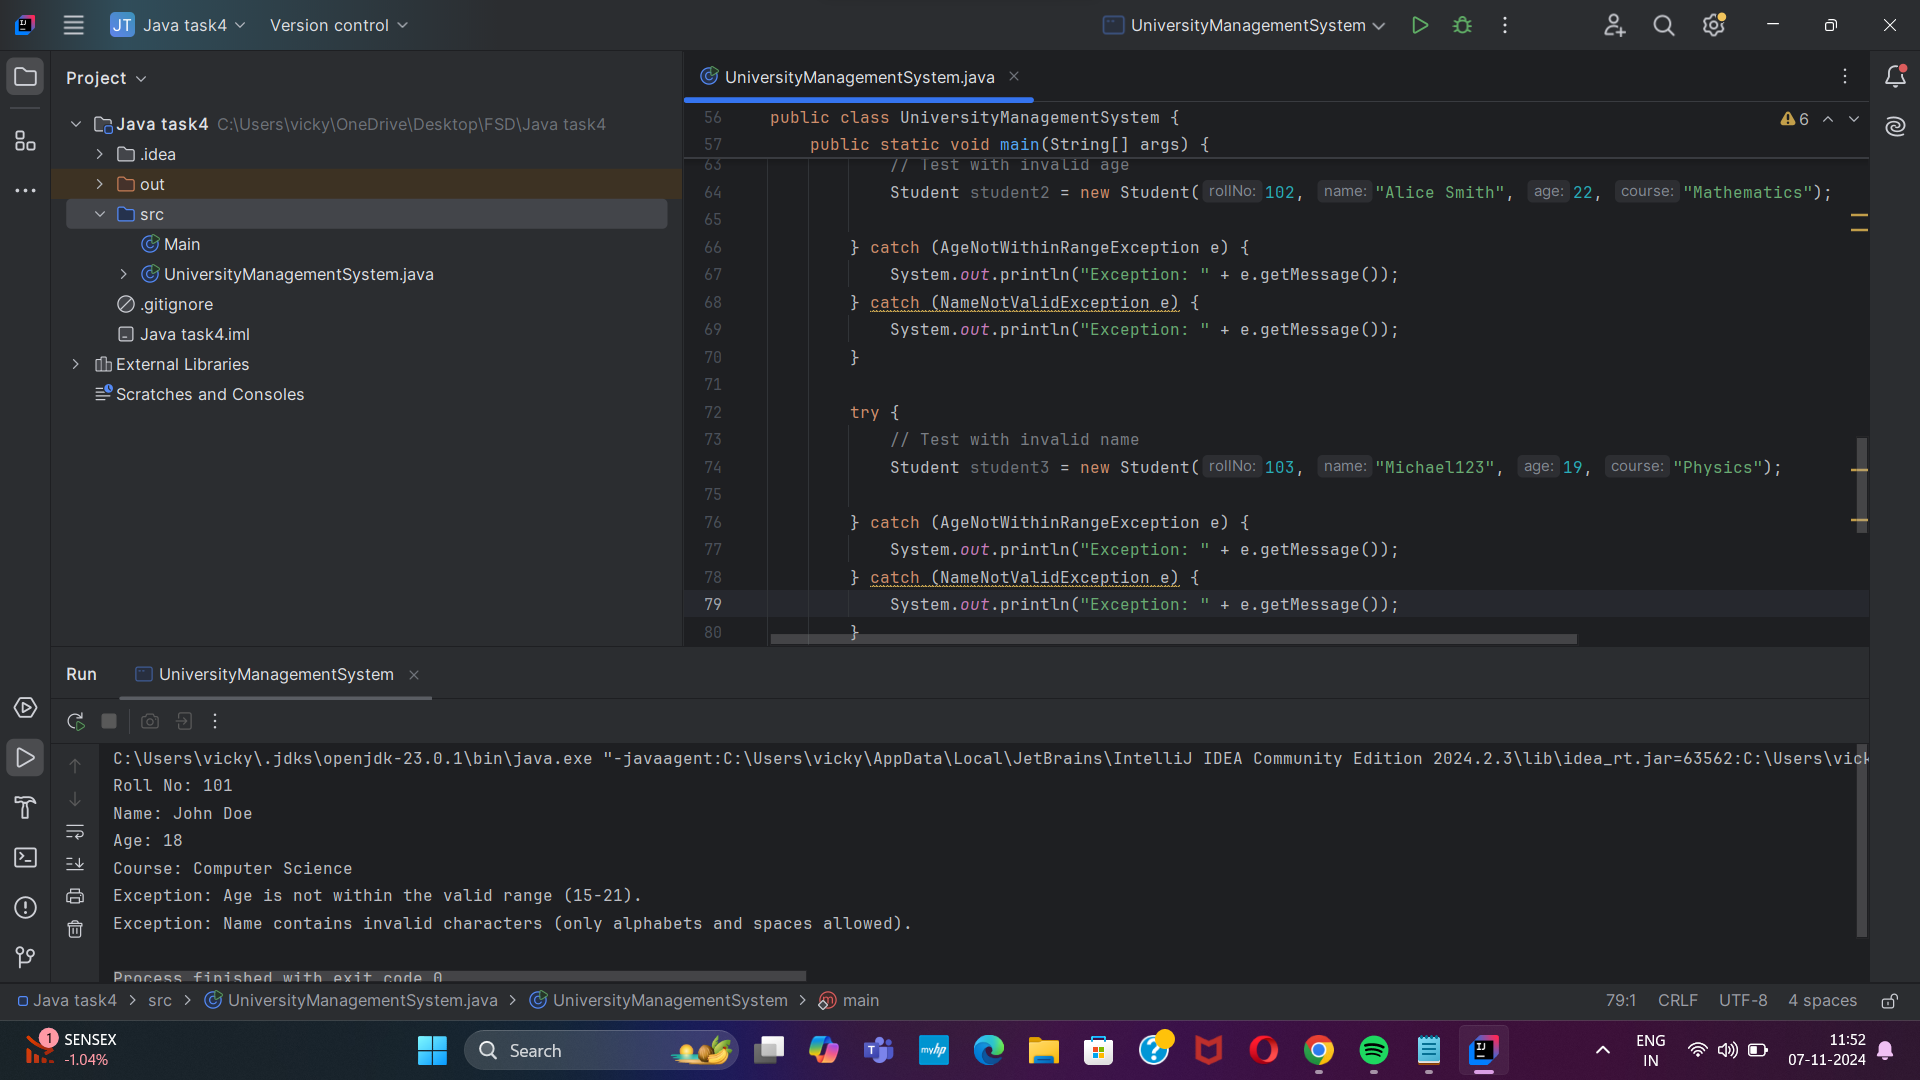 JT Java task4 Version control UniversityManagementSystem
Project
Java task4 C:\Users\vicky\OneDrive\Desktop\FSD\Java task4
.idea
out
src
Main
UniversityManagementSystem.java
.gitignore
Java task4.iml
External Libraries
Scratches and Consoles
UniversityManagementSystem.java
6
56 public class UniversityManagementSystem {
57 public static void main(String[] args) {
63 // Test with invalid age
64 Student student2 = new Student( rollNo: 102, name: "Alice Smith", age: 22, course: "Mathematics");
65
66 } catch (AgeNotWithinRangeException e) {
67 System.out.println("Exception: " + e.getMessage());
68 } catch (NameNotValidException e) {
69 System.out.println("Exception: " + e.getMessage());
70 }
71
72 try {
73 // Test with invalid name
74 Student student3 = new Student( rollNo: 103, name: "Michael123", age: 19, course: "Physics");
75
76 } catch (AgeNotWithinRangeException e) {
77 System.out.println("Exception: " + e.getMessage());
78 } catch (NameNotValidException e) {
79 System.out.println("Exception: " + e.getMessage());
80 }
Run UniversityManagementSystem
C:\Users\vicky\.jdks\openjdk-23.0.1\bin\java.exe "-javaagent:C:\Users\vicky\AppData\Local\JetBrains\IntelliJ IDEA Community Edition 2024.2.3\lib\idea_rt.jar=63562:C:\Users\vick
Roll No: 101
Name: John Doe
Age: 18
Course: Computer Science
Exception: Age is not within the valid range (15-21).
Exception: Name contains invalid characters (only alphabets and spaces allowed).
Process finished with exit code 0
Java task4 src UniversityManagementSystem.java UniversityManagementSystem main 79:1 CRLF UTF-8 4 spaces
1 SENSEX
-1.04%
Search
myhp
ENG
IN
11:52
07-11-2024